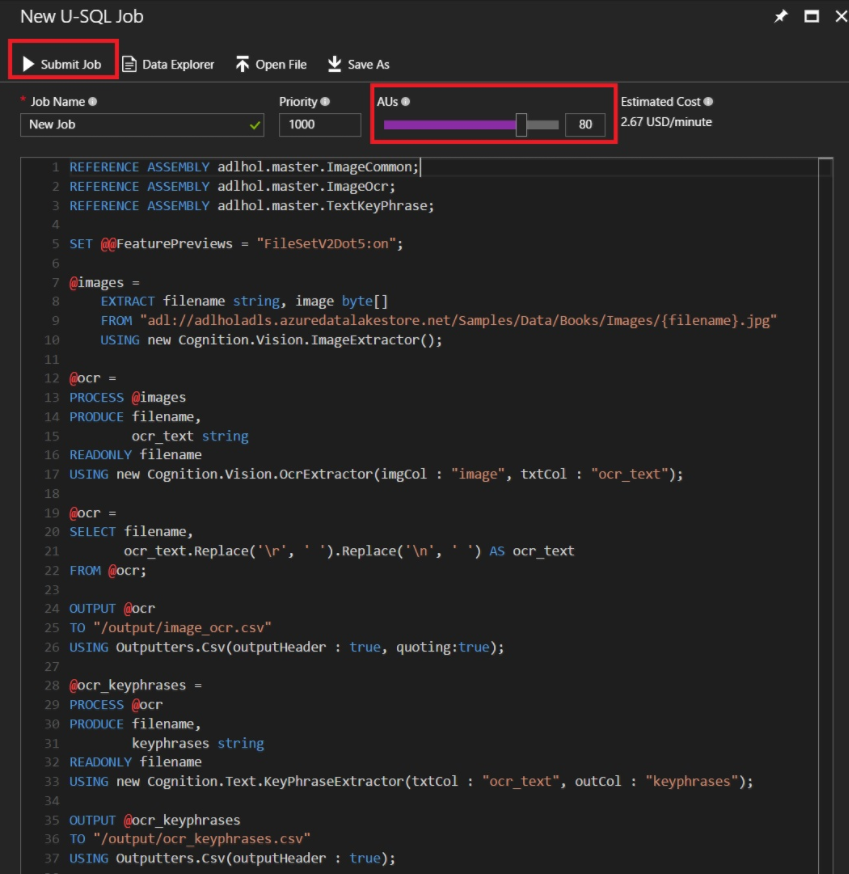 New U-SQL Job
Submit Job Data Explorer Open File Save As
* Job Name Priority AUs Estimated Cost
New Job 1000 80 2.67 USD/minute
1 REFERENCE ASSEMBLY adlhol.master.ImageCommon;
2 REFERENCE ASSEMBLY adlhol.master.ImageOcr;
3 REFERENCE ASSEMBLY adlhol.master.TextKeyPhrase;
4
5 SET @@FeaturePreviews = "FileSetV2Dot5:on";
6
7 @images =
8     EXTRACT filename string, image byte[]
9     FROM "adl://adlholadls.azuredatalakestore.net/Samples/Data/Books/Images/{filename}.jpg"
10     USING new Cognition.Vision.ImageExtractor();
11
12 @ocr =
13 PROCESS @images
14 PRODUCE filename,
15         ocr_text string
16 READONLY filename
17 USING new Cognition.Vision.OcrExtractor(imgCol : "image", txtCol : "ocr_text");
18
19 @ocr =
20 SELECT filename,
21        ocr_text.Replace('\r', ' ').Replace('\n', ' ') AS ocr_text
22 FROM @ocr;
23
24 OUTPUT @ocr
25 TO "/output/image_ocr.csv"
26 USING Outputters.Csv(outputHeader : true, quoting:true);
27
28 @ocr_keyphrases =
29 PROCESS @ocr
30 PRODUCE filename,
31         keyphrases string
32 READONLY filename
33 USING new Cognition.Text.KeyPhraseExtractor(txtCol : "ocr_text", outCol : "keyphrases");
34
35 OUTPUT @ocr_keyphrases
36 TO "/output/ocr_keyphrases.csv"
37 USING Outputters.Csv(outputHeader : true);